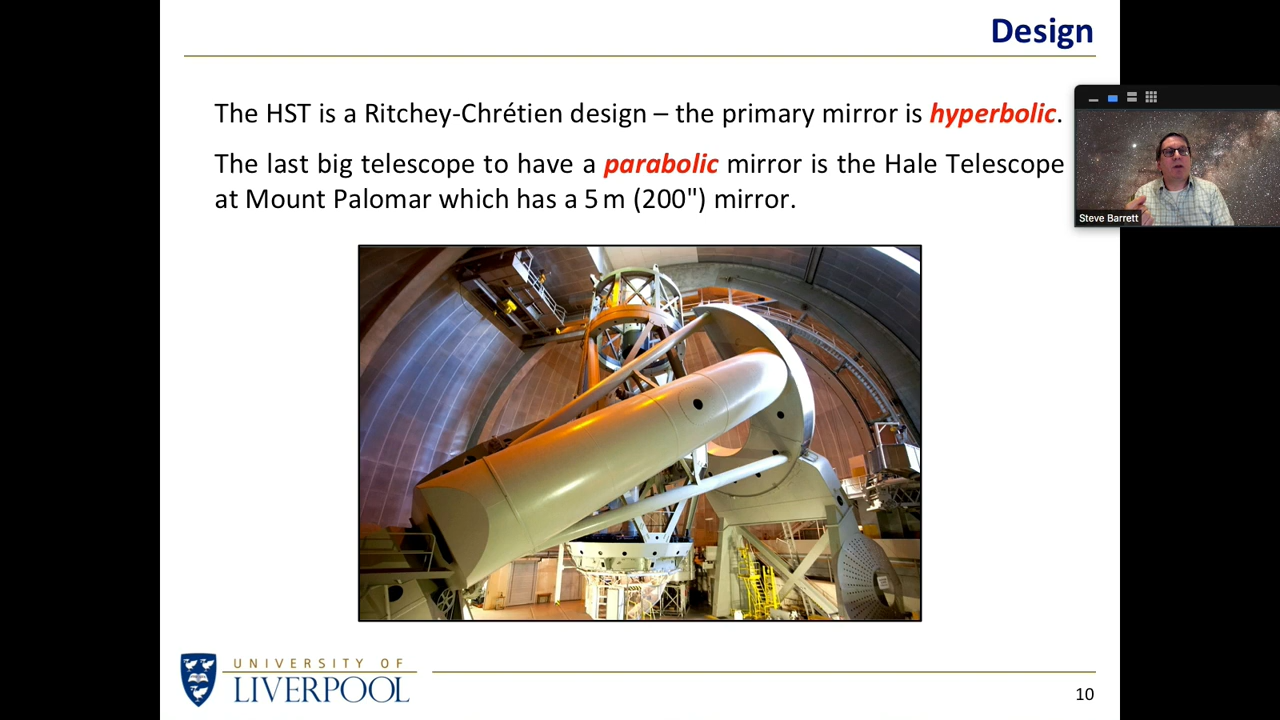 Design
The HST is a Ritchey-Chrétien design – the primary mirror is hyperbolic.
The last big telescope to have a parabolic mirror is the Hale Telescope
at Mount Palomar which has a 5 m (200") mirror.
Steve Barrett
UNIVERSITY OF
LIVERPOOL
10